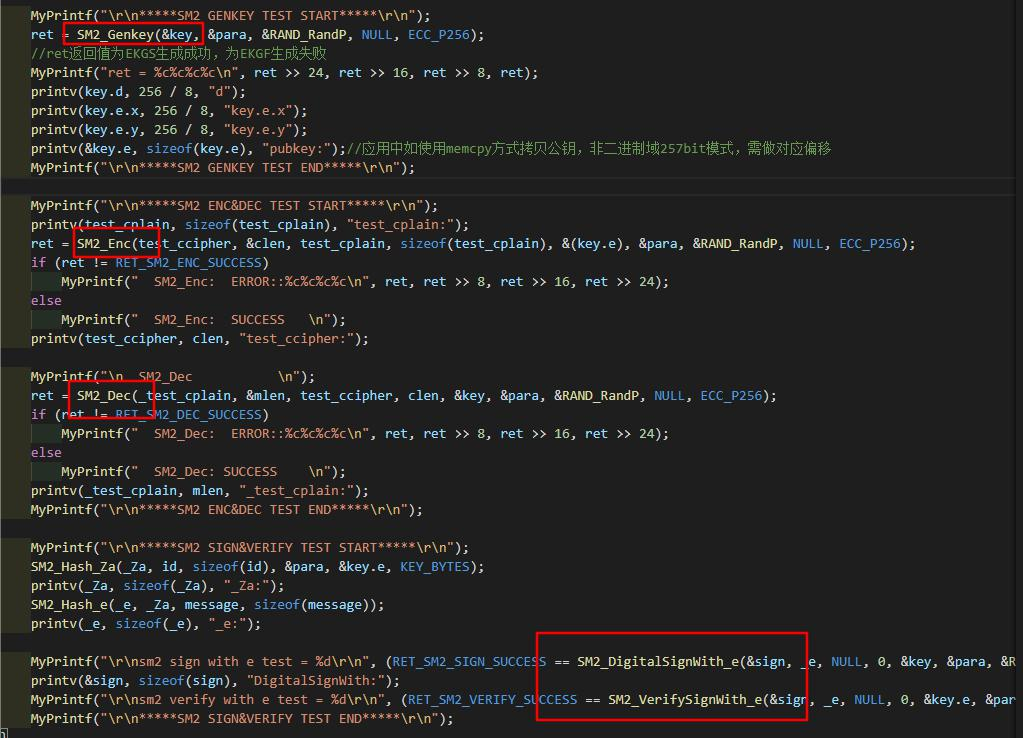 MyPrintf("\r\n*****SM2 GENKEY TEST START*****\r\n");
ret = SM2_Genkey(&key, &para, &RAND_RandP, NULL, ECC_P256);
//ret返回值为EKGS生成成功，为EKGF生成失败
MyPrintf("ret = %c%c%c%c\n", ret >> 24, ret >> 16, ret >> 8, ret);
printv(key.d, 256 / 8, "d");
printv(key.e.x, 256 / 8, "key.e.x");
printv(key.e.y, 256 / 8, "key.e.y");
printv(&key.e, sizeof(key.e), "pubkey:");//应用中如使用memcpy方式拷贝公钥，非二进制域257bit模式，需做对应偏移
MyPrintf("\r\n*****SM2 GENKEY TEST END*****\r\n");
MyPrintf("\r\n*****SM2 ENC&DEC TEST START*****\r\n");
printv(test_cplain, sizeof(test_cplain), "test_cplain:");
ret = SM2_Enc(test_ccipher, &clen, test_cplain, sizeof(test_cplain), &(key.e), &para, &RAND_RandP, NULL, ECC_P256);
if (ret != RET_SM2_ENC_SUCCESS)
MyPrintf("  SM2_Enc:  ERROR::%c%c%c%c\n", ret, ret >> 8, ret >> 16, ret >> 24);
else
MyPrintf("  SM2_Enc:  SUCCESS   \n");
printv(test_ccipher, clen, "test_ccipher:");
MyPrintf("\n  SM2_Dec           \n");
ret = SM2_Dec(_test_cplain, &mlen, test_ccipher, clen, &key, &para, &RAND_RandP, NULL, ECC_P256);
if (ret != RET_SM2_DEC_SUCCESS)
MyPrintf("  SM2_Dec:  ERROR::%c%c%c%c\n", ret, ret >> 8, ret >> 16, ret >> 24);
else
MyPrintf("  SM2_Dec: SUCCESS    \n");
printv(_test_cplain, mlen, "_test_cplain:");
MyPrintf("\r\n*****SM2 ENC&DEC TEST END*****\r\n");
MyPrintf("\r\n*****SM2 SIGN&VERIFY TEST START*****\r\n");
SM2_Hash_Za(_Za, id, sizeof(id), &para, &key.e, KEY_BYTES);
printv(_Za, sizeof(_Za), "_Za:");
SM2_Hash_e(_e, _Za, message, sizeof(message));
printv(_e, sizeof(_e), "_e:");
MyPrintf("\r\nsm2 sign with e test = %d\r\n", (RET_SM2_SIGN_SUCCESS == SM2_DigitalSignWith_e(&sign, _e, NULL, 0, &key, &para, &R
printv(&sign, sizeof(sign), "DigitalSignWith:");
MyPrintf("\r\nsm2 verify with e test = %d\r\n", (RET_SM2_VERIFY_SUCCESS == SM2_VerifySignWith_e(&sign, _e, NULL, 0, &key.e, &par
MyPrintf("\r\n*****SM2 SIGN&VERIFY TEST END*****\r\n");
}